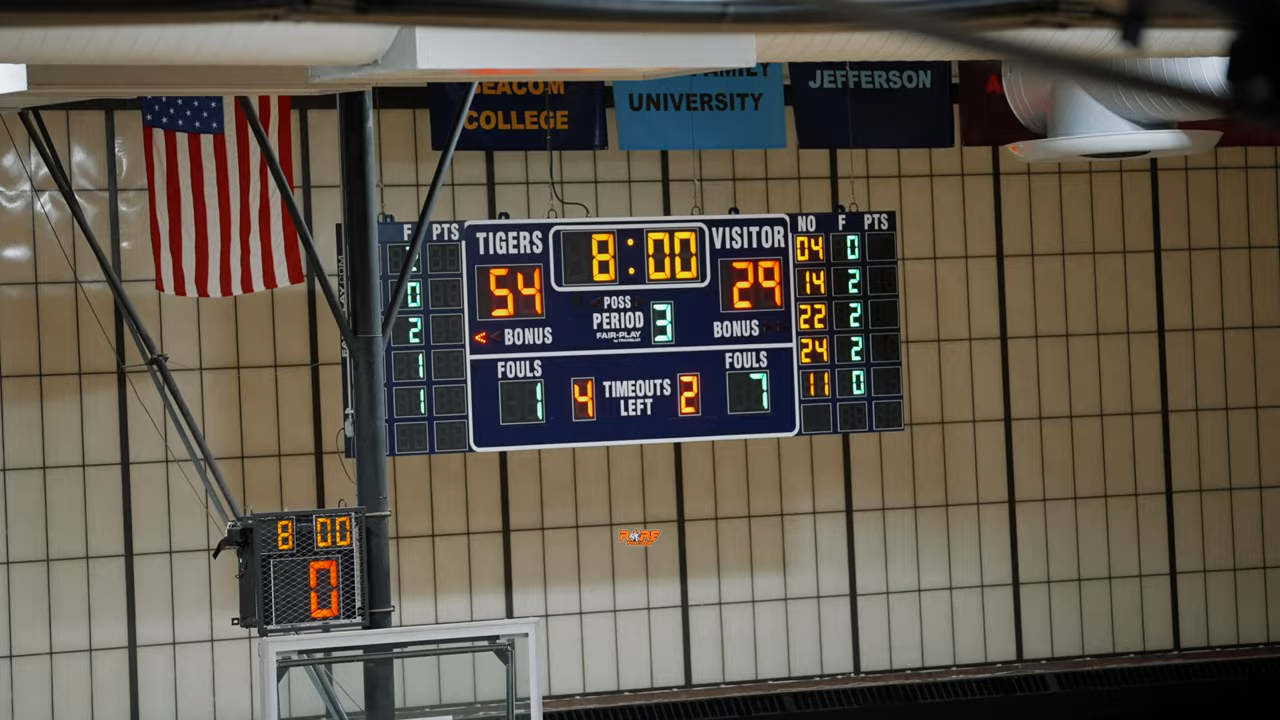 COLLEGE
FAMILY
UNIVERSITY
JEFFERSON
F PTS
TIGERS
8:00
VISITOR
NO F PTS
54
29
POSS
PERIOD 3
FAIR-PLAY
< BONUS
BONUS
FOULS
FOULS
1
4
TIMEOUTS
LEFT
2
7
0
2
1
1
04 0
14 2
22 2
24 2
11 0
8 00
0